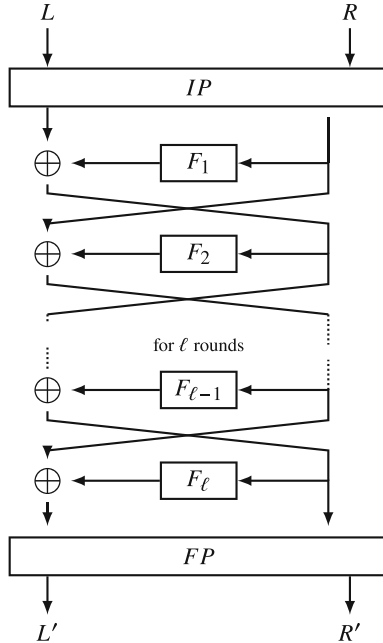 L R
IP
F₁
F₂
for ℓ rounds
Fℓ₋₁
Fℓ
FP
L′ R′